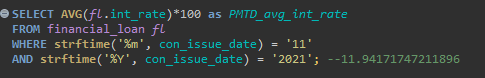 SELECT AVG(fl.int_rate)*100 as PMTD_avg_int_rate
FROM financial_loan fl
WHERE strftime('%m', con_issue_date) = '11'
AND strftime('%Y', con_issue_date) = '2021'; --11.94171747211896